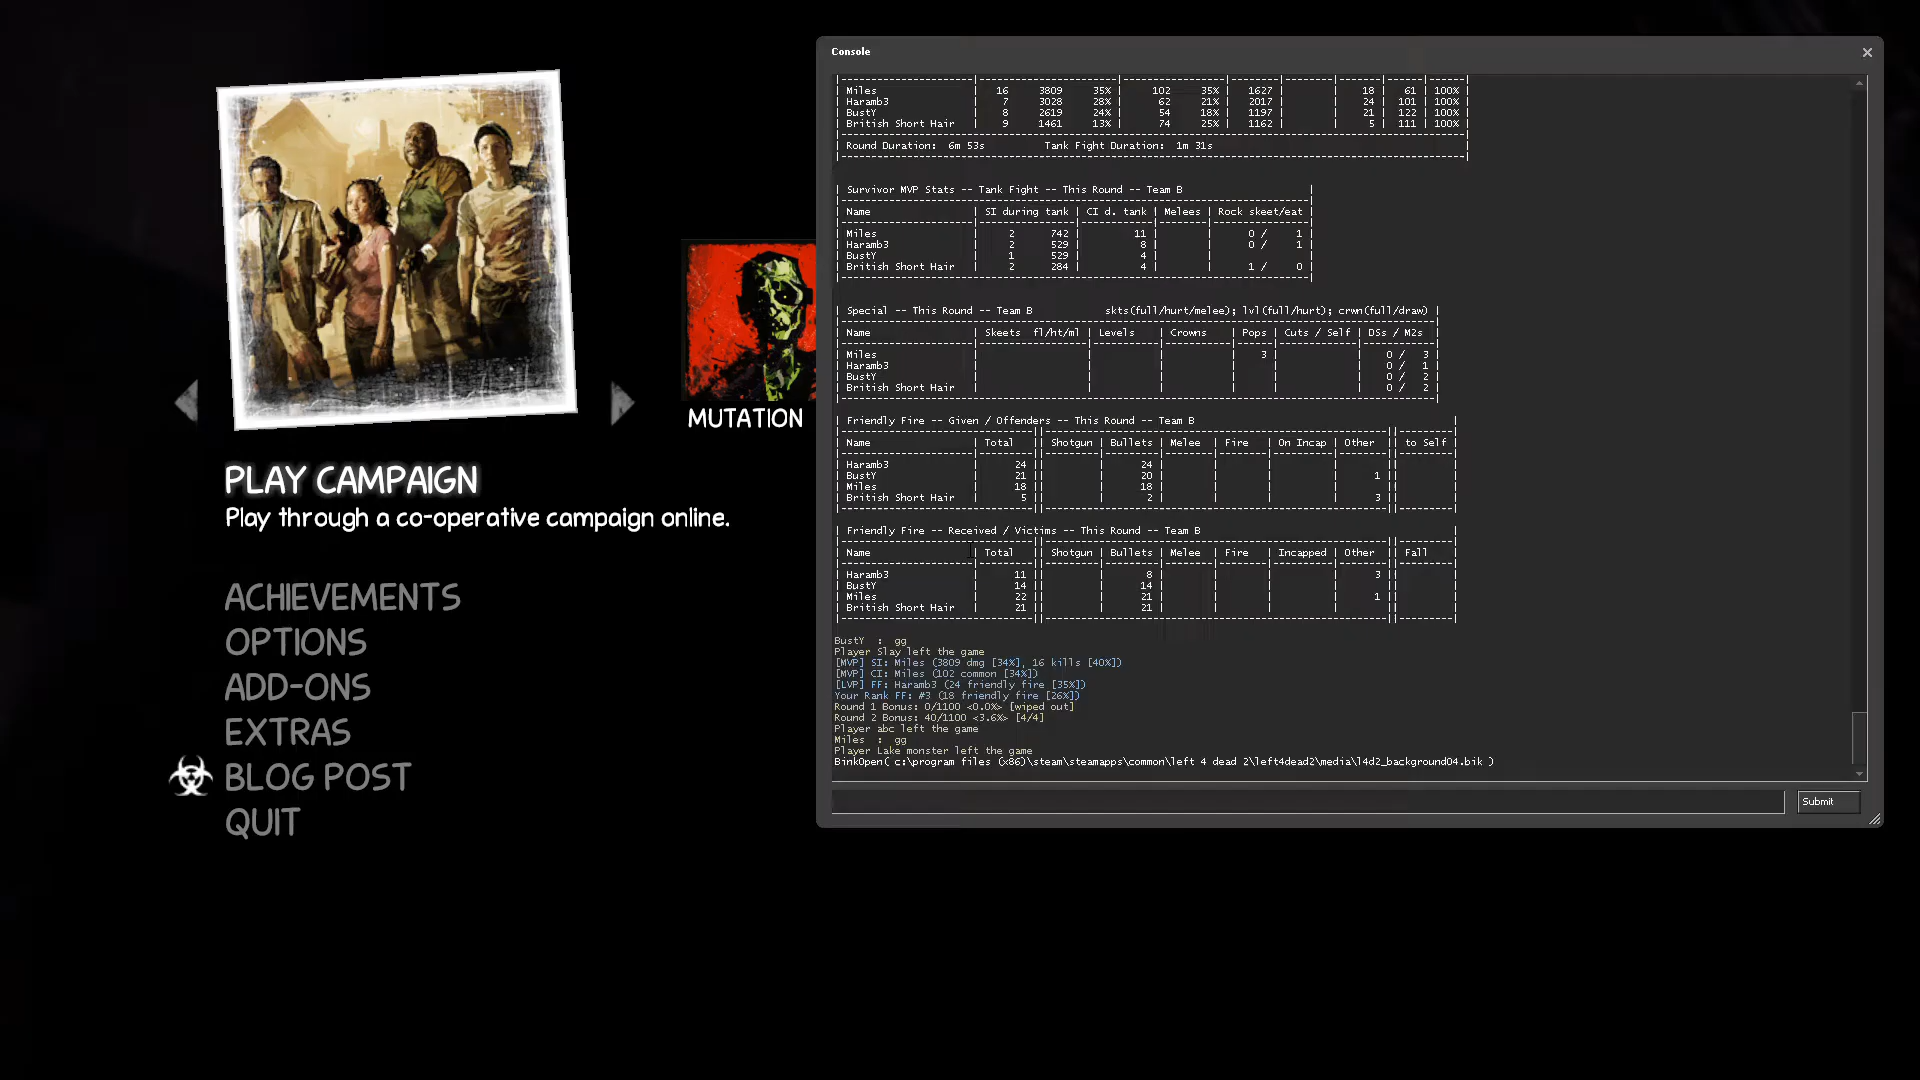 MUTATION
PLAY CAMPAIGN
Play through a co-operative campaign online.
ACHIEVEMENTS
OPTIONS
ADD-ONS
EXTRAS
BLOG POST
QUIT
Console
| Miles | 16 3809 35% | 102 35% | 1627 | | 18 | 61 | 100% |
| Haramb3 | 7 3028 28% | 62 21% | 2017 | | 24 | 101 | 100% |
| BustY | 8 2619 24% | 54 18% | 1197 | | 21 | 122 | 100% |
| British Short Hair | 9 1461 13% | 74 25% | 1162 | | 5 | 111 | 100% |
| Round Duration: 6m 53s Tank Fight Duration: 1m 31s |
| Survivor MVP Stats -- Tank Fight -- This Round -- Team B |
| Name | SI during tank | CI d. tank | Melees | Rock skeet/eat |
| Miles | 2 742 | 11 | | 0 / 1 |
| Haramb3 | 2 529 | 8 | | 0 / 1 |
| BustY | 1 529 | 4 | | |
| British Short Hair | 2 284 | 4 | | 1 / 0 |
| Special -- This Round -- Team B skts(full/hurt/melee); lvl(full/hurt); crwn(full/draw) |
| Name | Skeets fl/ht/ml | Levels | Crowns | Pops | Cuts / Self | DSs / M2s |
| Miles | | | | 3 | | 0 / 3 |
| Haramb3 | | | | | | 0 / 1 |
| BustY | | | | | | 0 / 2 |
| British Short Hair | | | | | | 0 / 2 |
| Friendly Fire -- Given / Offenders -- This Round -- Team B |
| Name | Total || Shotgun | Bullets | Melee | Fire | On Incap | Other || to Self |
| Haramb3 | 24 || | 24 | | | | || |
| BustY | 21 || | 20 | | | | 1 || |
| Miles | 18 || | 18 | | | | || |
| British Short Hair | 5 || | 2 | | | | 3 || |
| Friendly Fire -- Received / Victims -- This Round -- Team B |
| Name | Total || Shotgun | Bullets | Melee | Fire | Incapped | Other || Fall |
| Haramb3 | 11 || | 8 | | | | 3 || |
| BustY | 14 || | 14 | | | | || |
| Miles | 22 || | 21 | | | | 1 || |
| British Short Hair | 21 || | 21 | | | | || |
BustY : gg
Player Slay left the game
[MVP] SI: Miles (3809 dmg [34%], 16 kills [40%])
[MVP] CI: Miles (102 common [34%])
[LVP] FF: Haramb3 (24 friendly fire [35%])
Your Rank FF: #3 (18 friendly fire [26%])
Round 1 Bonus: 0/1100 <0.0%> [wiped out]
Round 2 Bonus: 40/1100 <3.6%> [4/4]
Player abc left the game
Miles : gg
Player Lake monster left the game
BinkOpen( c:\program files (x86)\steam\steamapps\common\left 4 dead 2\left4dead2\media\l4d2_background04.bik )
Submit